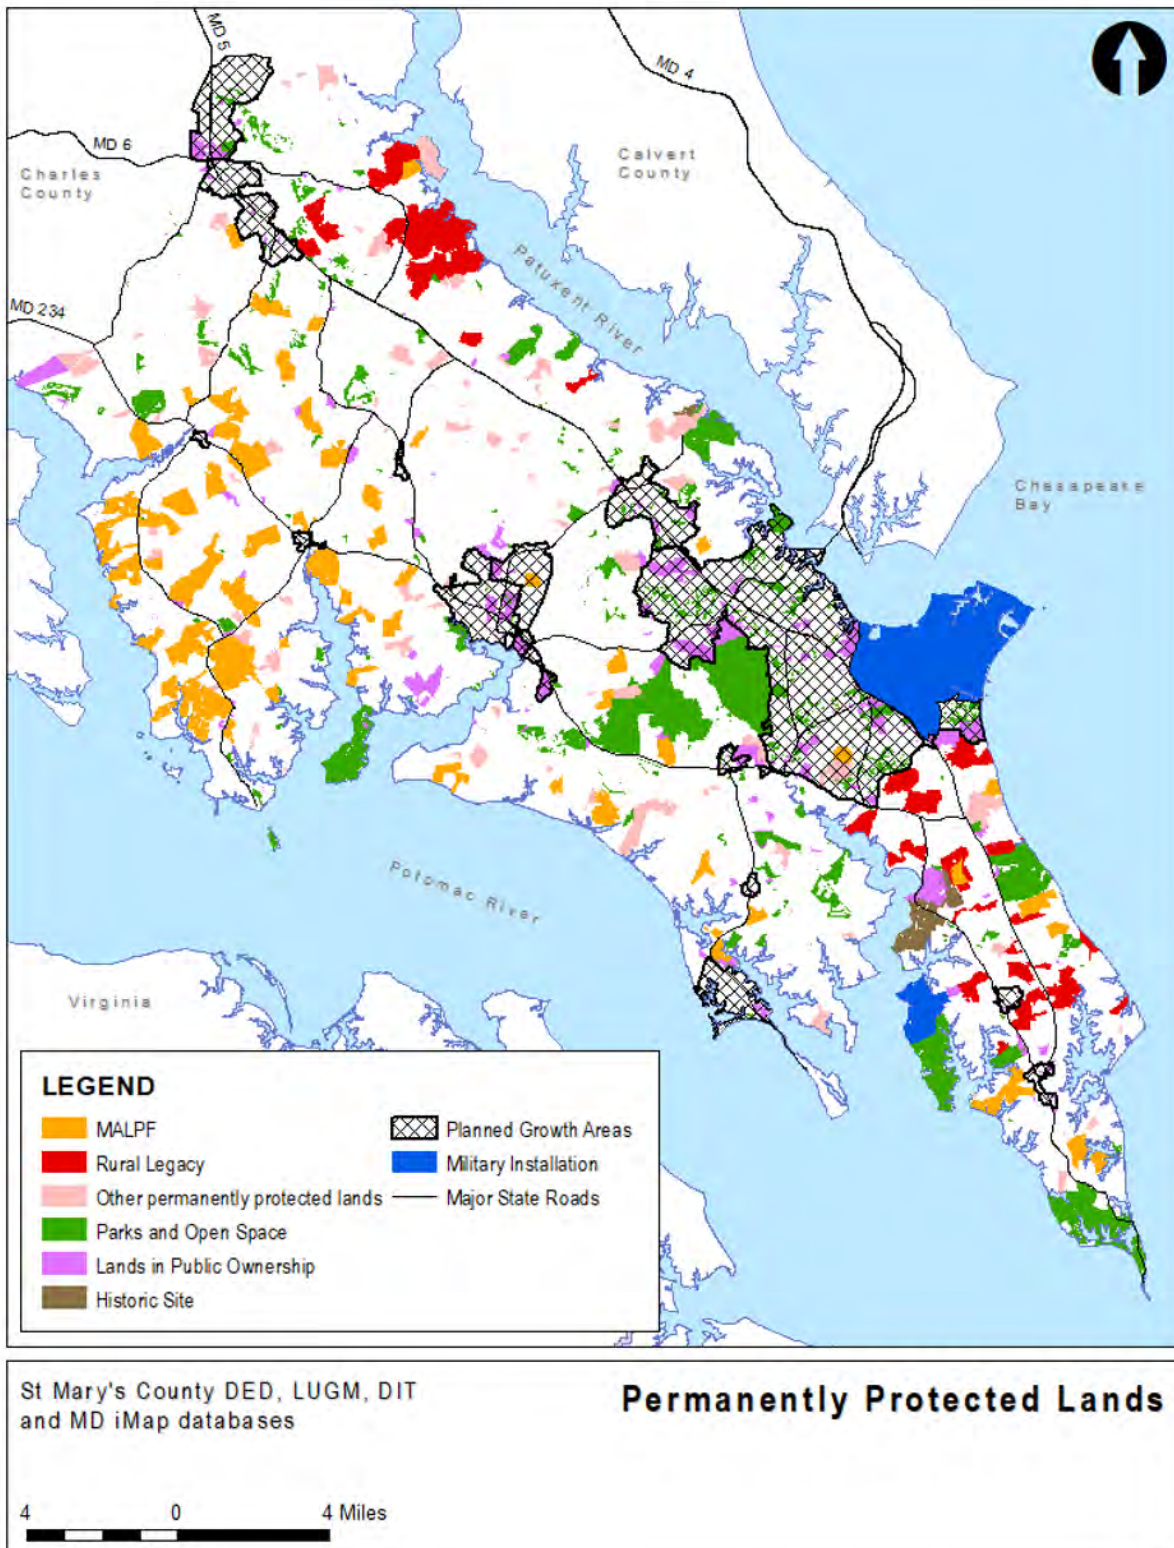 MD 5
MD 4
MD 6
Charles
County
Calvert
County
Patuxent River
MD 234
Chesapeake
Bay
Potomac River
Virginia
LEGEND
MALPF
Rural Legacy
Other permanently protected lands
Parks and Open Space
Lands in Public Ownership
Historic Site
Planned Growth Areas
Military Installation
Major State Roads
St Mary's County DED, LUGM, DIT
and MD iMap databases
Permanently Protected Lands
4 0 4 Miles